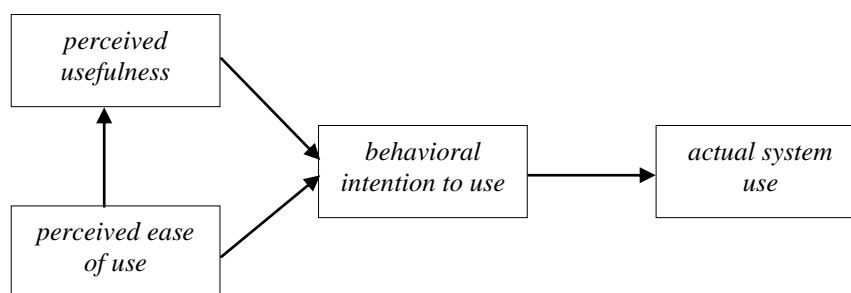 perceived
usefulness
behavioral
intention to use
actual system
use
perceived ease
of use